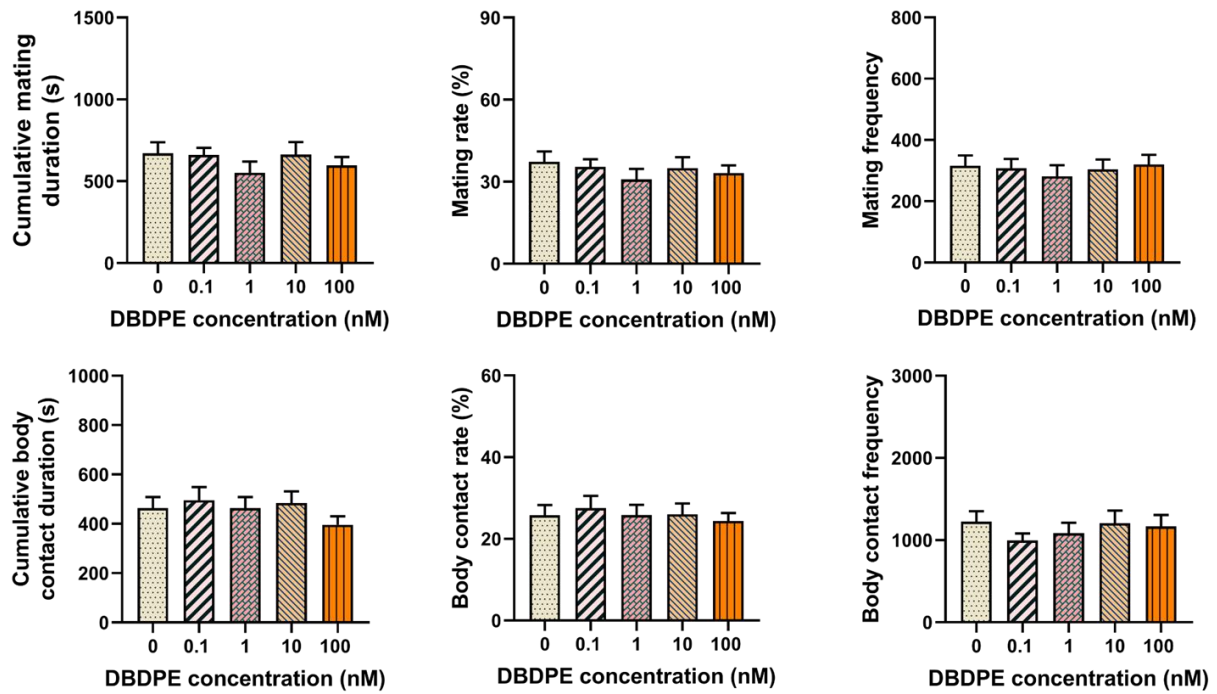 Cumulative mating
duration (s)
1500
1000
500
0
0 0.1 1 10 100
DBDPE concentration (nM)
Mating rate (%)
90
60
30
0
0 0.1 1 10 100
DBDPE concentration (nM)
Mating frequency
800
600
400
200
0
0 0.1 1 10 100
DBDPE concentration (nM)
Cumulative body
contact duration (s)
1000
800
600
400
200
0
0 0.1 1 10 100
DBDPE concentration (nM)
Body contact rate (%)
60
40
20
0
0 0.1 1 10 100
DBDPE concentration (nM)
Body contact frequency
3000
2000
1000
0
0 0.1 1 10 100
DBDPE concentration (nM)